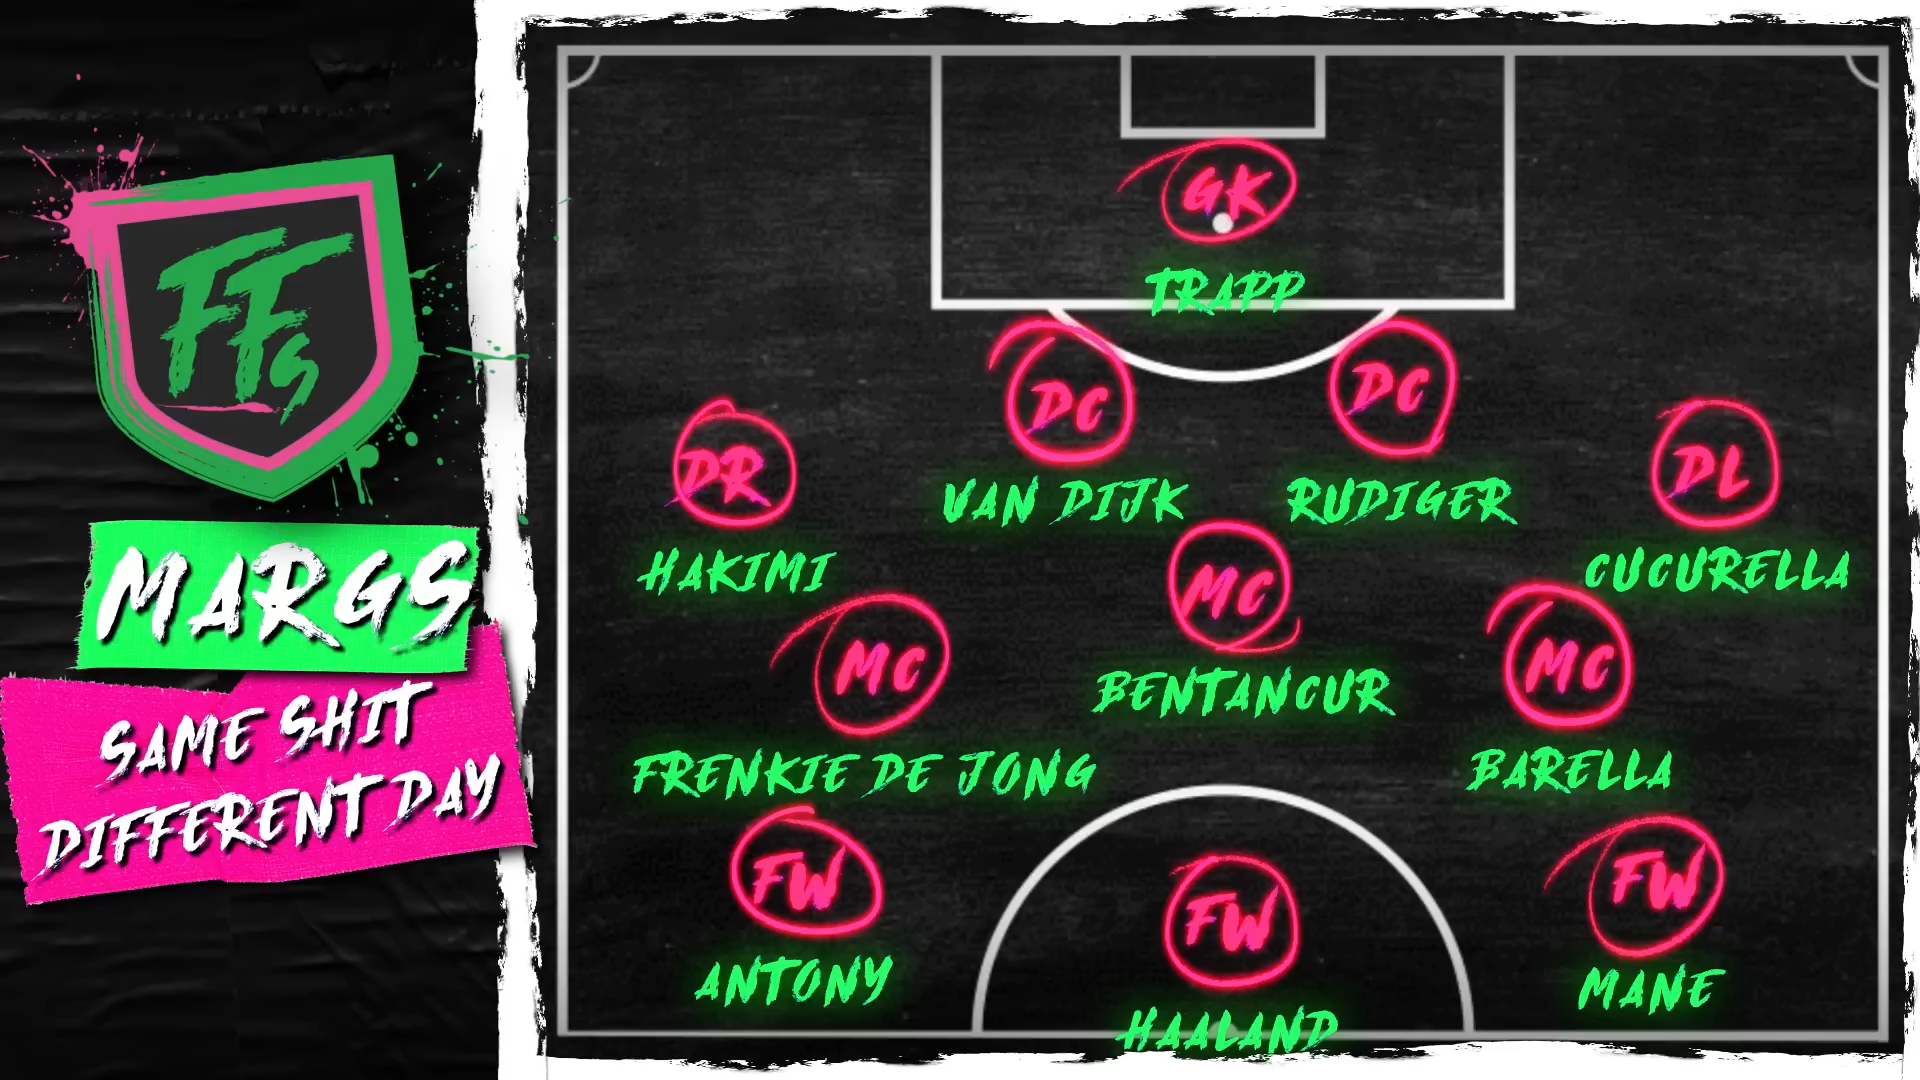 FFs
MARGS
SAME SHIT
DIFFERENT DAY
GK
TRAPP
DC
VAN DIJK
DC
RUDIGER
DR
HAKIMI
DL
CUCURELLA
MC
FRENKIE DE JONG
MC
BENTANCUR
MC
BARELLA
FW
ANTONY
FW
HAALAND
FW
MANE